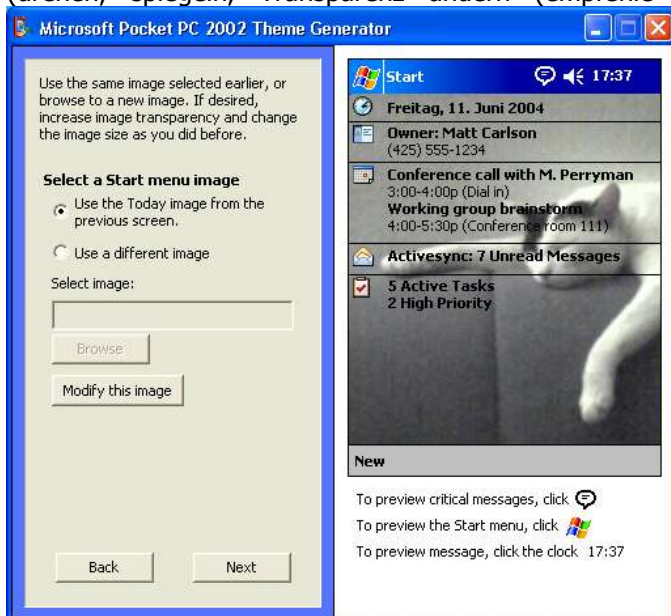 (drehen, spiegeln, Transparenz ändern (empfehle
Microsoft Pocket PC 2002 Theme Generator
Use the same image selected earlier, or
browse to a new image. If desired,
increase image transparency and change
the image size as you did before.
Select a Start menu image
Use the Today image from the
previous screen.
Use a different image
Select image:
Browse
Modify this image
Back
Next
Start
17:37
Freitag, 11. Juni 2004
Owner: Matt Carlson
(425) 555-1234
Conference call with M. Perryman
3:00-4:00p (Dial in)
Working group brainstorm
4:00-5:30p (Conference room 111)
Activesync: 7 Unread Messages
5 Active Tasks
2 High Priority
New
To preview critical messages, click
To preview the Start menu, click
To preview message, click the clock 17:37